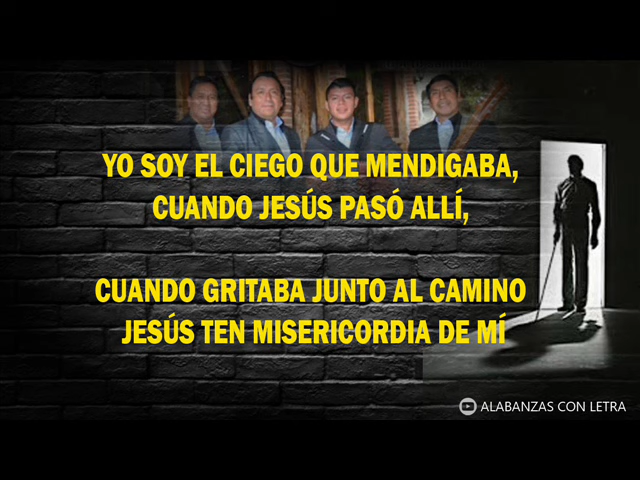 YO SOY EL CIEGO QUE MENDIGABA,
CUANDO JESÚS PASÓ ALLÍ,
CUANDO GRITABA JUNTO AL CAMINO
JESÚS TEN MISERICORDIA DE MÍ
ALABANZAS CON LETRA